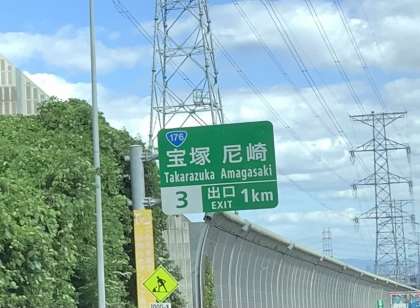 176
宝塚 尼崎
Takarazuka Amagasaki
3 出口 EXIT 1km